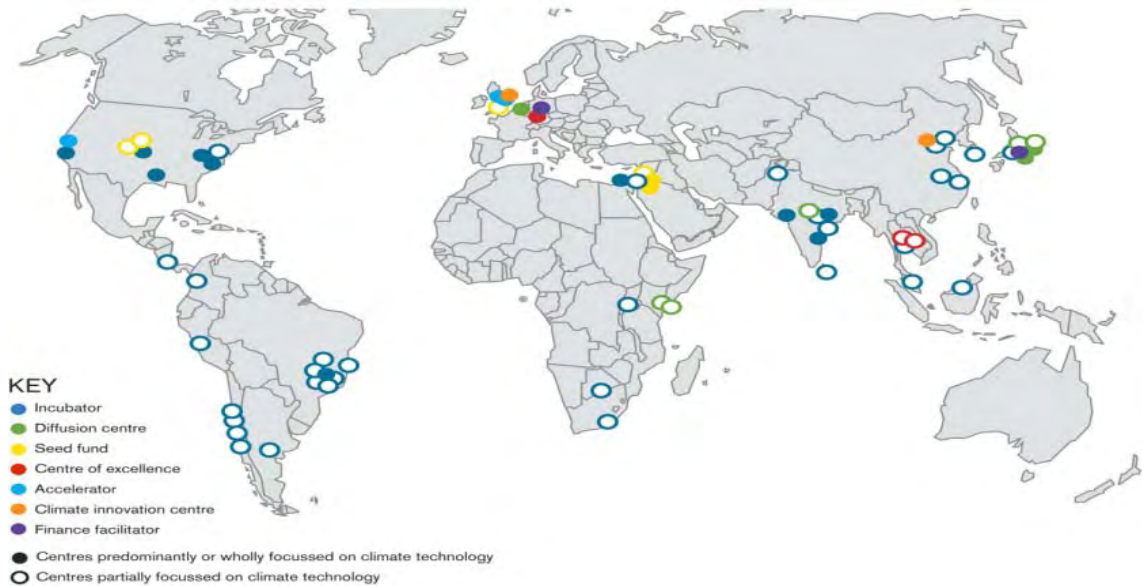 KEY
Incubator
Diffusion centre
Seed fund
Centre of excellence
Accelerator
Climate innovation centre
Finance facilitator
Centres predominantly or wholly focussed on climate technology
Centres partially focussed on climate technology